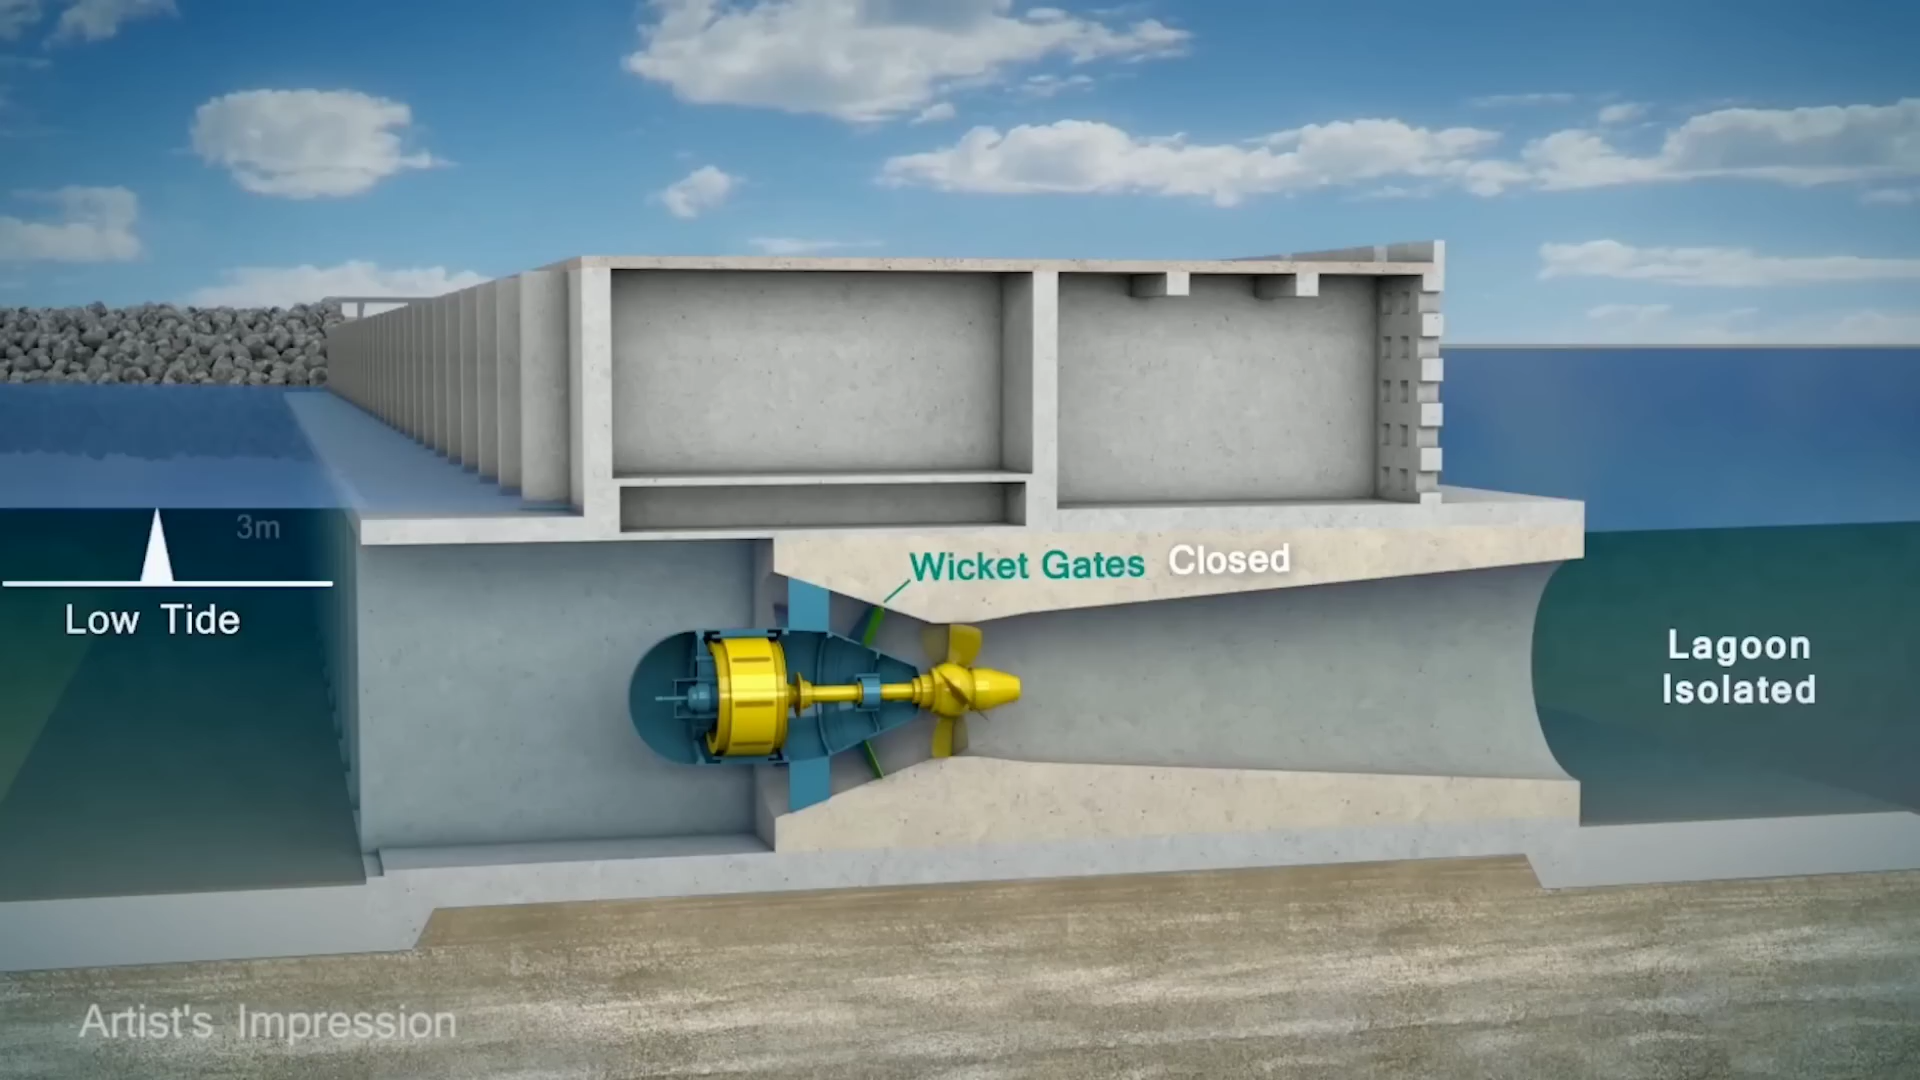 3m
Low Tide
Wicket Gates Closed
Lagoon
Isolated
Artist's Impression